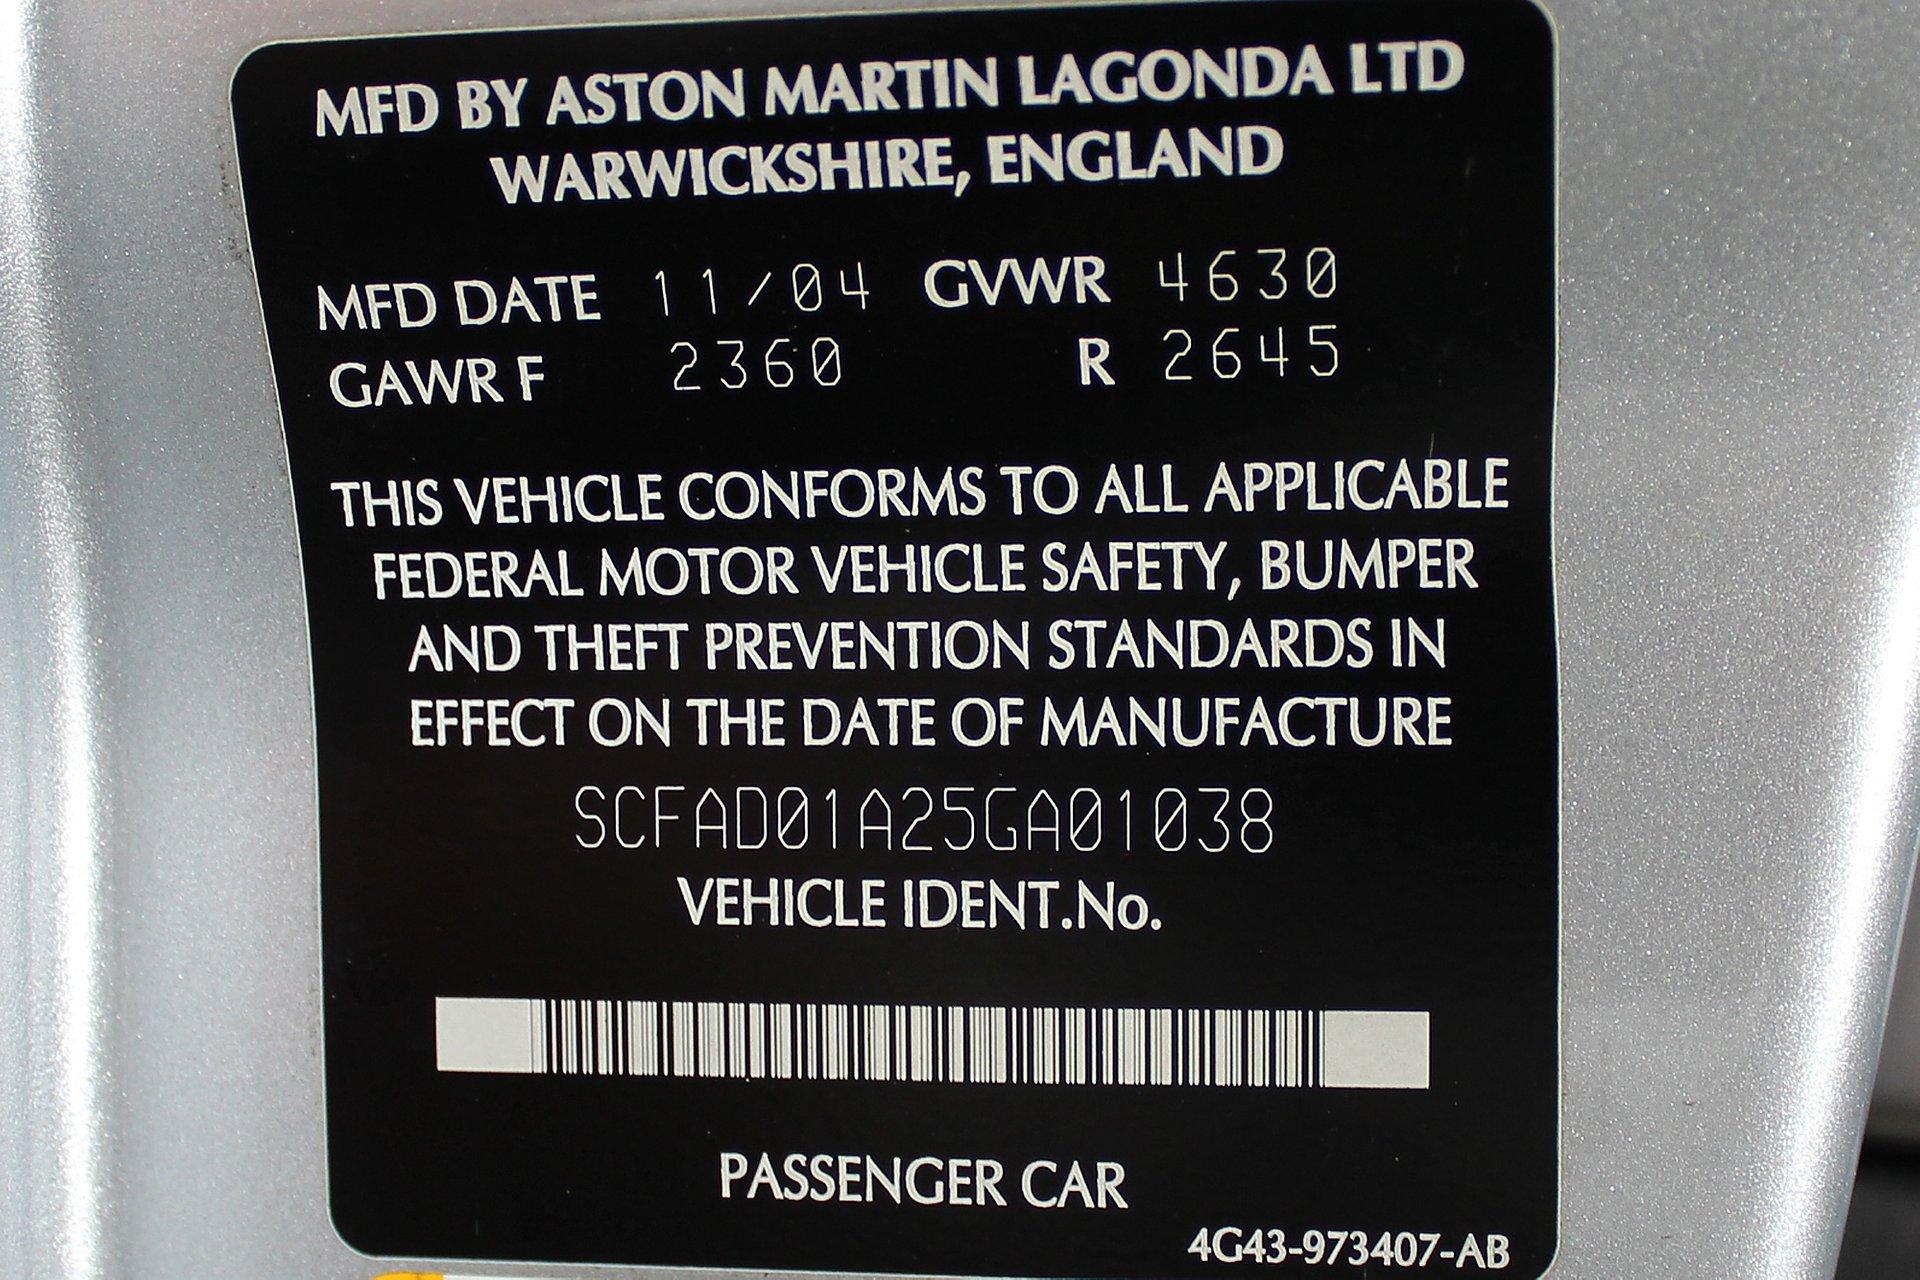 MFD BY ASTON MARTIN LAGONDA LTD
WARWICKSHIRE, ENGLAND
MFD DATE 11/04 GVWR 4630
GAWR F 2360 R 2645
THIS VEHICLE CONFORMS TO ALL APPLICABLE
FEDERAL MOTOR VEHICLE SAFETY, BUMPER
AND THEFT PREVENTION STANDARDS IN
EFFECT ON THE DATE OF MANUFACTURE
SCFAD01A25GA01038
VEHICLE IDENT.No.
PASSENGER CAR
4G43-973407-AB